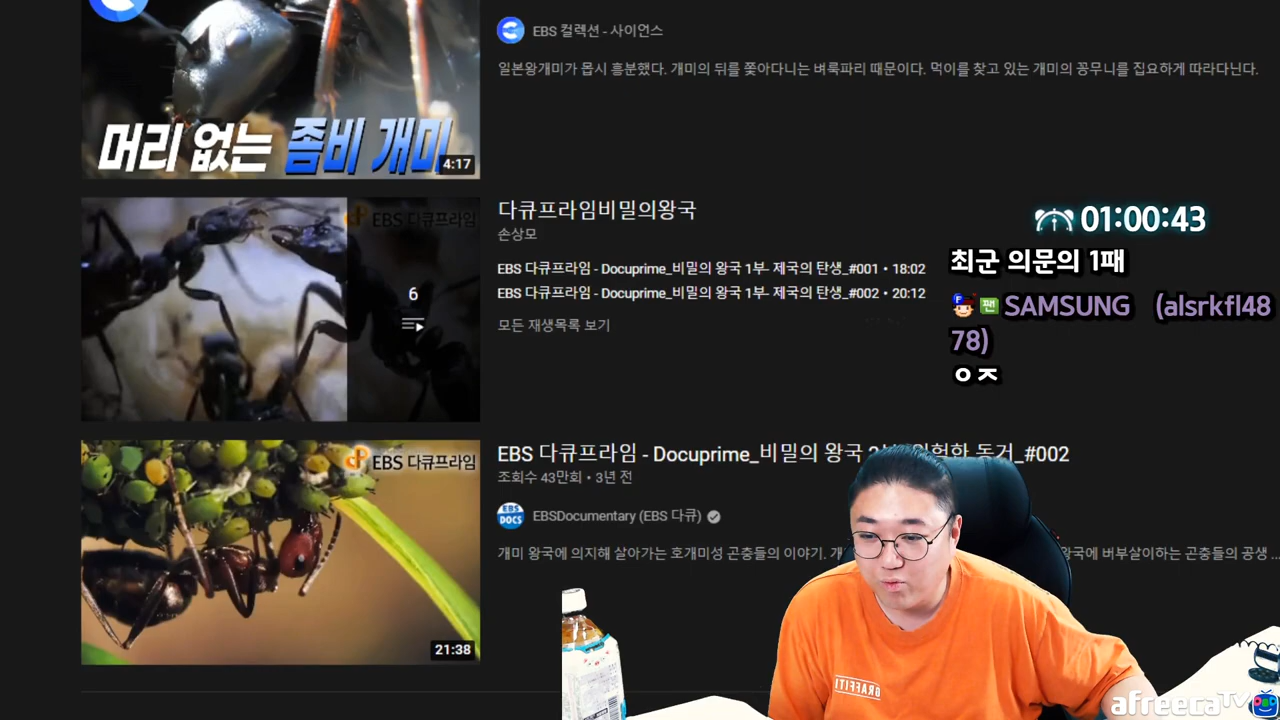 EBS 컬렉션 - 사이언스
일본왕개미가 몹시 흥분했다. 개미의 뒤를 쫓아다니는 벼룩파리 때문이다. 먹이를 찾고 있는 개미의 꽁무니를 집요하게 따라다닌다.
머리 없는 좀비 개미
4:17
EBS 다큐프라임
6
다큐프라임비밀의왕국
손상모
EBS 다큐프라임 - Docuprime_비밀의 왕국 1부- 제국의 탄생_#001 • 18:02
EBS 다큐프라임 - Docuprime_비밀의 왕국 1부- 제국의 탄생_#002 • 20:12
모든 재생목록 보기
01:00:43
최군 의문의 1패
팬 SAMSUNG (alsrkfl48
78)
ㅇㅈ
EBS 다큐프라임
21:38
EBS 다큐프라임 - Docuprime_비밀의 왕국 동거_#002
조회수 43만회 • 3년 전
EBS DOCS
EBSDocumentary (EBS 다큐)
개미 왕국에 의지해 살아가는 호개미성 곤충들의 이야기. 왕국에 버부살이하는 곤충들의 공생 ...
GRAFFITI
afreecaTV